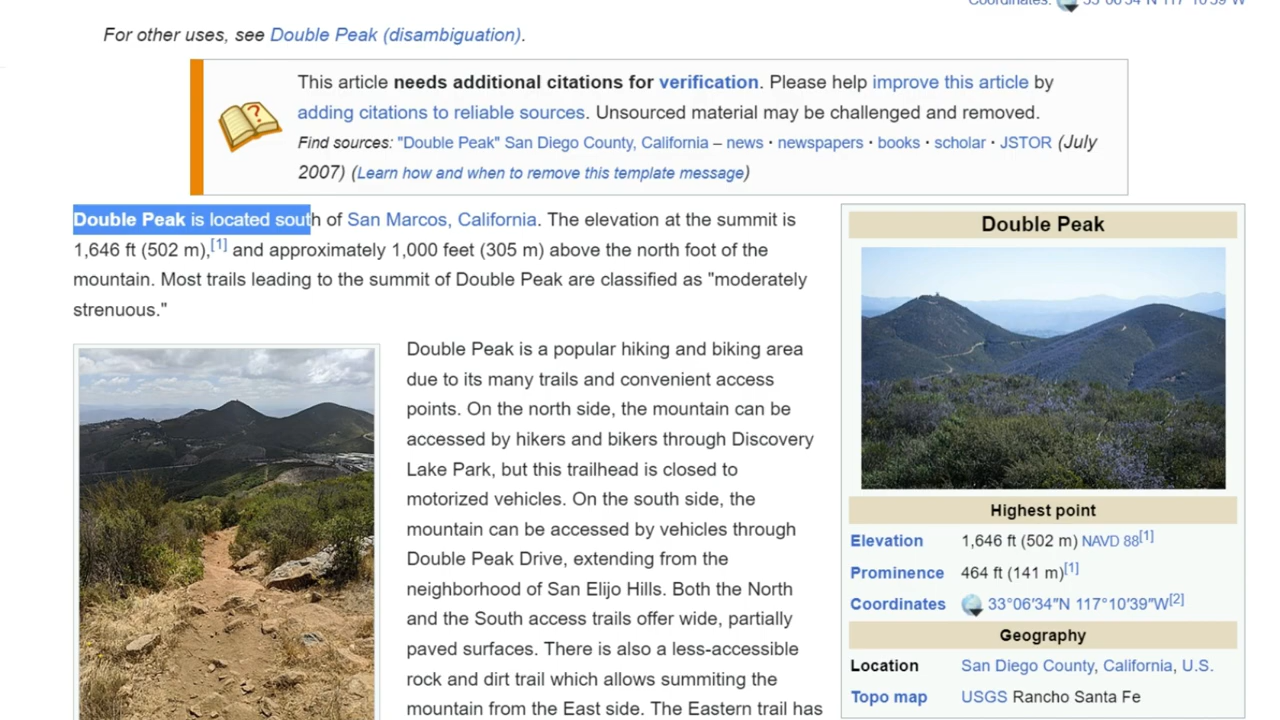 For other uses, see Double Peak (disambiguation).
This article needs additional citations for verification. Please help improve this article by
adding citations to reliable sources. Unsourced material may be challenged and removed.
Find sources: "Double Peak" San Diego County, California – news · newspapers · books · scholar · JSTOR (July
2007) (Learn how and when to remove this template message)
Double Peak is located south of San Marcos, California. The elevation at the summit is
1,646 ft (502 m),[1] and approximately 1,000 feet (305 m) above the north foot of the
mountain. Most trails leading to the summit of Double Peak are classified as "moderately
strenuous."
Double Peak is a popular hiking and biking area
due to its many trails and convenient access
points. On the north side, the mountain can be
accessed by hikers and bikers through Discovery
Lake Park, but this trailhead is closed to
motorized vehicles. On the south side, the
mountain can be accessed by vehicles through
Double Peak Drive, extending from the
neighborhood of San Elijo Hills. Both the North
and the South access trails offer wide, partially
paved surfaces. There is also a less-accessible
rock and dirt trail which allows summiting the
mountain from the East side. The Eastern trail has
Double Peak
Highest point
Elevation 1,646 ft (502 m) NAVD 88[1]
Prominence 464 ft (141 m)[1]
Coordinates 33°06′34″N 117°10′39″W[2]
Geography
Location San Diego County, California, U.S.
Topo map USGS Rancho Santa Fe